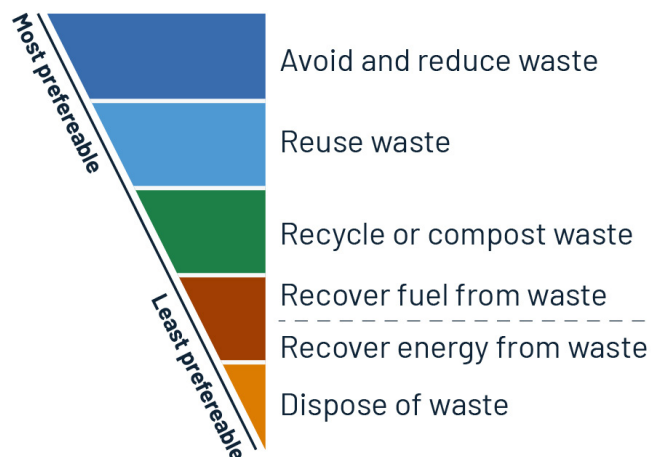 Most prefereable
Avoid and reduce waste
Reuse waste
Recycle or compost waste
Least prefereable
Recover fuel from waste
Recover energy from waste
Dispose of waste